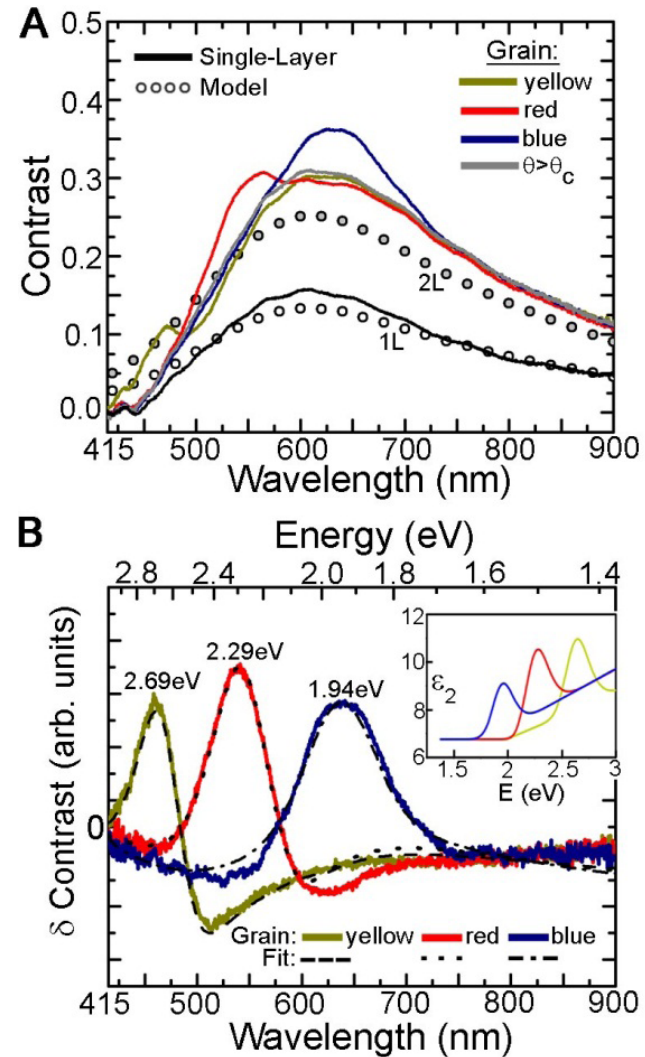 A
Contrast
0.5
0.4
0.3
0.2
0.1
0.0
Single-Layer
Model
Grain:
yellow
red
blue
θ>θc
2L
1L
415 500 600 700 800 900
Wavelength (nm)
B
Energy (eV)
2.8 2.4 2.0 1.8 1.6 1.4
δ Contrast (arb. units)
0
2.69eV
2.29eV
1.94eV
12
10
8
6
ε2
1.5 2 2.5 3
E (eV)
Grain: yellow red blue
Fit:
415 500 600 700 800 900
Wavelength (nm)